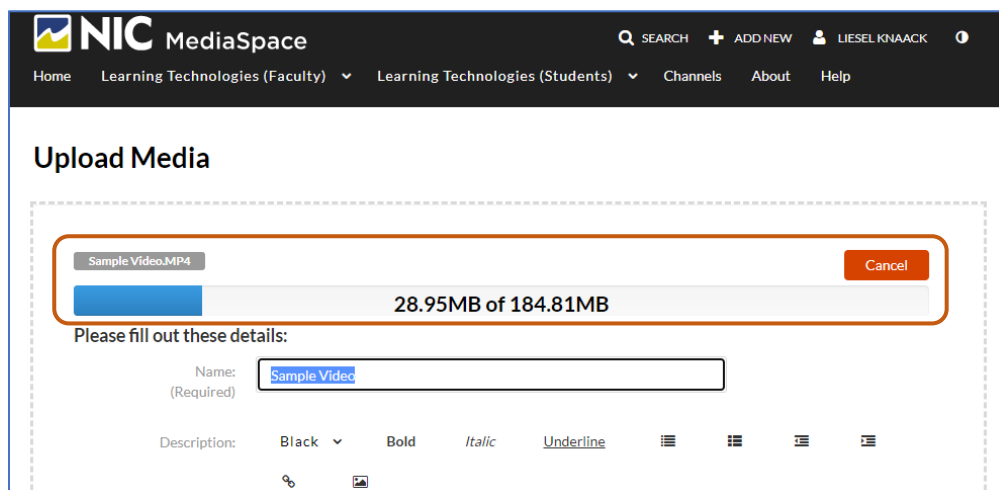 NIC MediaSpace
SEARCH ADD NEW LIESEL KNAACK
Home Learning Technologies (Faculty) Learning Technologies (Students) Channels About Help
Upload Media
Sample Video.MP4
Cancel
28.95MB of 184.81MB
Please fill out these details:
Name:
(Required)
Sample Video
Description:
Black Bold Italic Underline